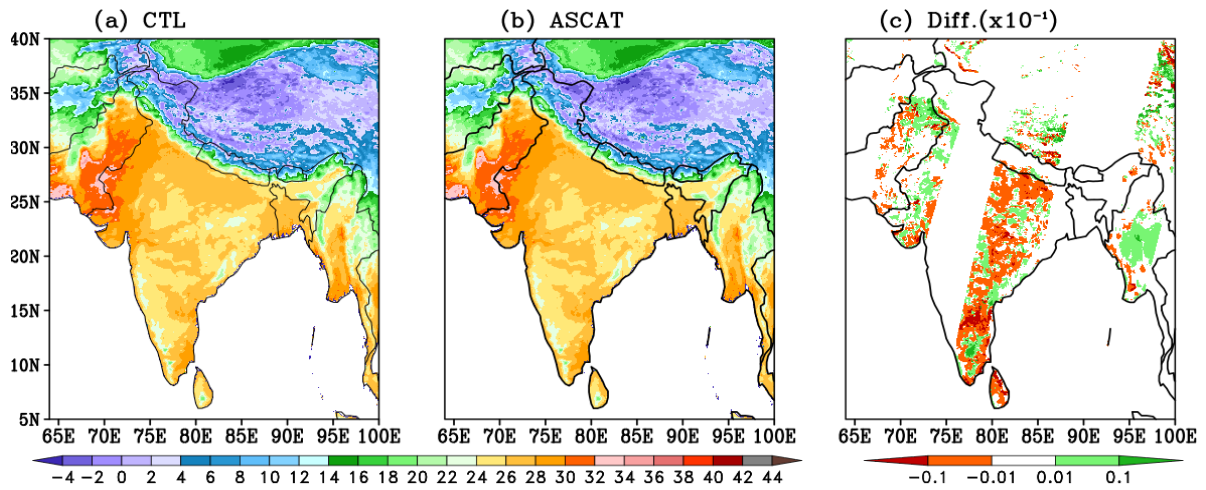 (a) CTL (b) ASCAT (c) Diff.(x10⁻¹)
40N
35N
30N
25N
20N
15N
10N
5N
65E 70E 75E 80E 85E 90E 95E 100E 65E 70E 75E 80E 85E 90E 95E 100E 65E 70E 75E 80E 85E 90E 95E 100E
−4 −2 0 2 4 6 8 10 12 14 16 18 20 22 24 26 28 30 32 34 36 38 40 42 44 −0.1 −0.01 0.01 0.1